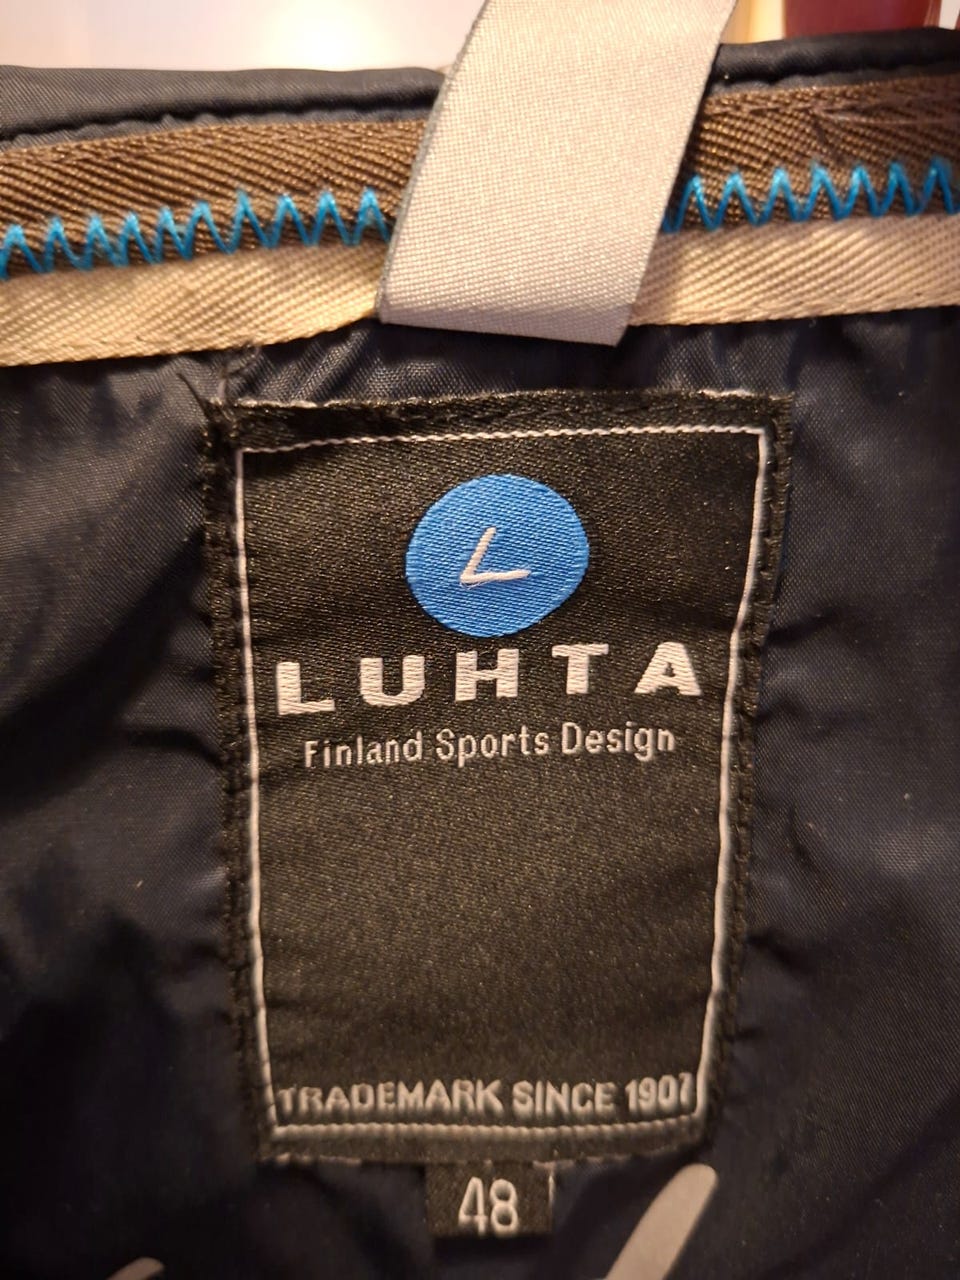 L
LUHTA
Finland Sports Design
TRADEMARK SINCE 1907
48